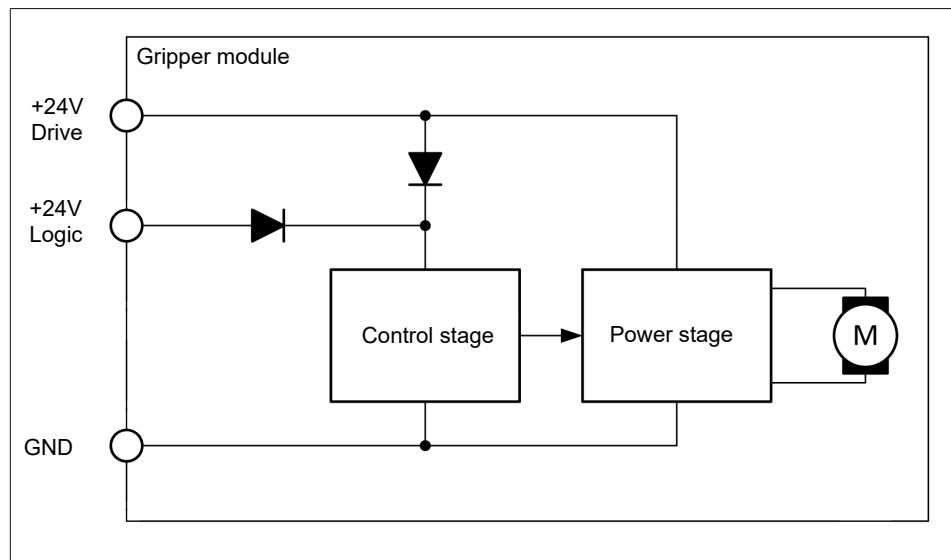 Gripper module
+24V
Drive
+24V
Logic
Control stage
Power stage
M
GND